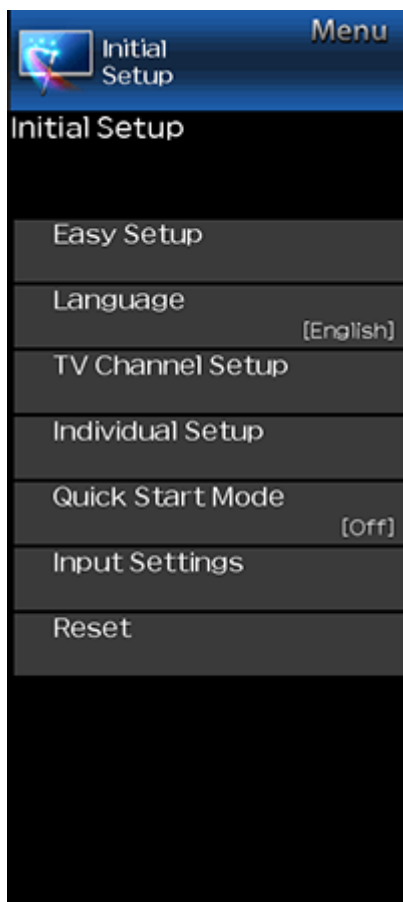 Menu
Initial
Setup
Initial Setup
Easy Setup
Language
[English]
TV Channel Setup
Individual Setup
Quick Start Mode
[Off]
Input Settings
Reset